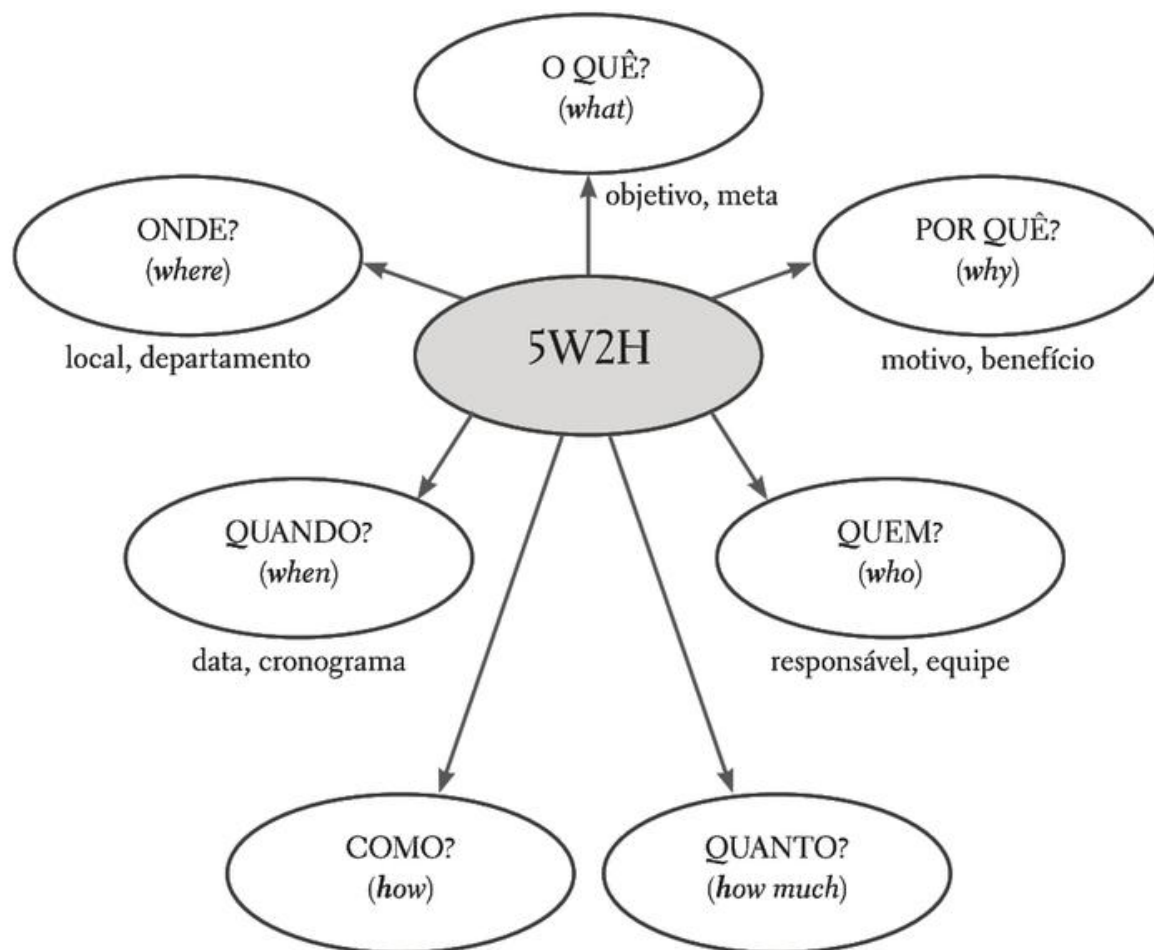 O QUÊ?
(what)
objetivo, meta
ONDE?
(where)
local, departamento
POR QUÊ?
(why)
motivo, benefício
5W2H
QUANDO?
(when)
data, cronograma
QUEM?
(who)
responsável, equipe
COMO?
(how)
QUANTO?
(how much)